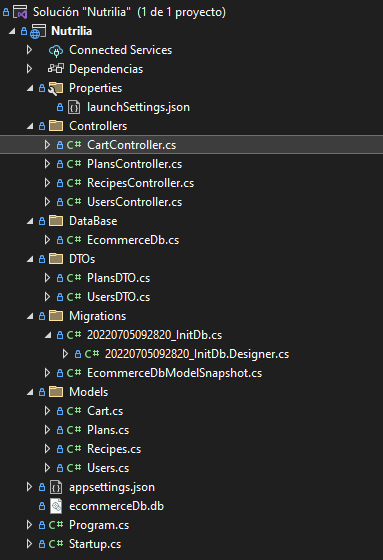 Solución "Nutrilia" (1 de 1 proyecto)
Nutrilia
Connected Services
Dependencias
Properties
launchSettings.json
Controllers
C# CartController.cs
C# PlansController.cs
C# RecipesController.cs
C# UsersController.cs
DataBase
C# EcommerceDb.cs
DTOs
C# PlansDTO.cs
C# UsersDTO.cs
Migrations
C# 20220705092820_InitDb.cs
C# 20220705092820_InitDb.Designer.cs
C# EcommerceDbModelSnapshot.cs
Models
C# Cart.cs
C# Plans.cs
C# Recipes.cs
C# Users.cs
appsettings.json
ecommerceDb.db
C# Program.cs
C# Startup.cs